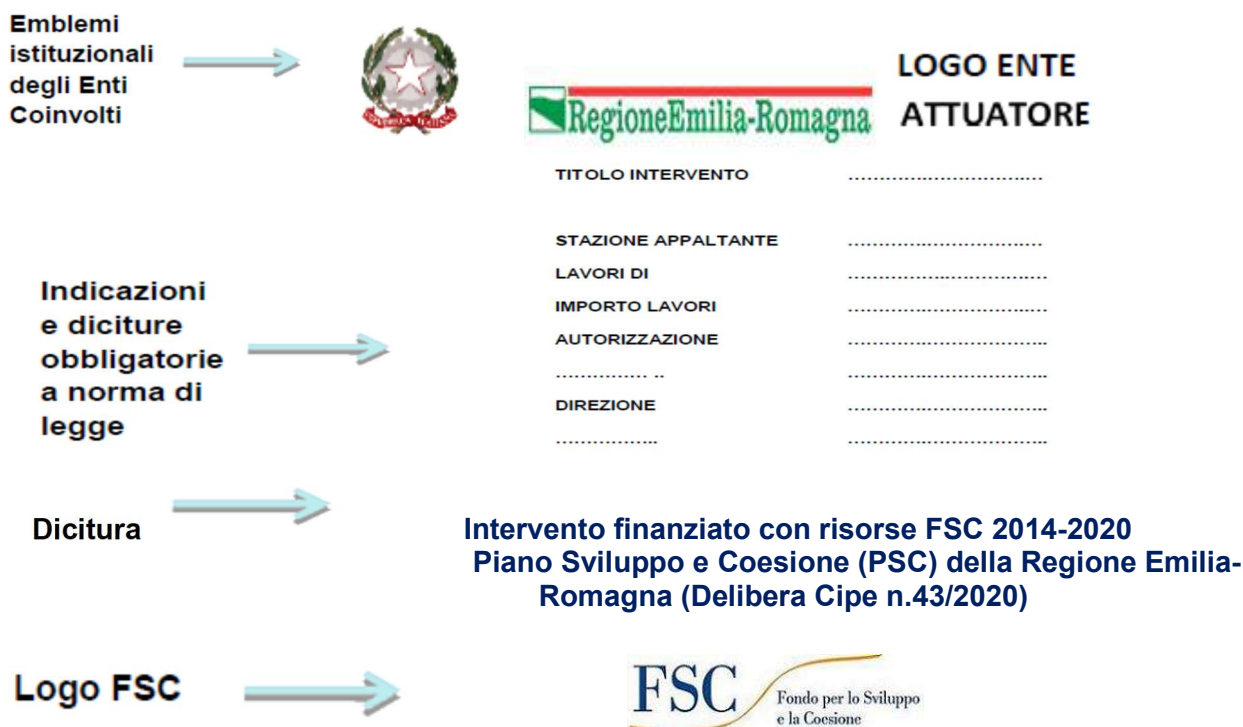 Emblemi
istituzionali
degli Enti
Coinvolti
RegioneEmilia-Romagna
LOGO ENTE
ATTUATORE
TITOLO INTERVENTO ................................
STAZIONE APPALTANTE ................................
LAVORI DI .................................
IMPORTO LAVORI .................................
AUTORIZZAZIONE .................................
............... .. .................................
DIREZIONE .................................
................. .................................
Indicazioni
e diciture
obbligatorie
a norma di
legge
Dicitura
Intervento finanziato con risorse FSC 2014-2020
Piano Sviluppo e Coesione (PSC) della Regione Emilia-
Romagna (Delibera Cipe n.43/2020)
Logo FSC
FSC
Fondo per lo Sviluppo
e la Coesione